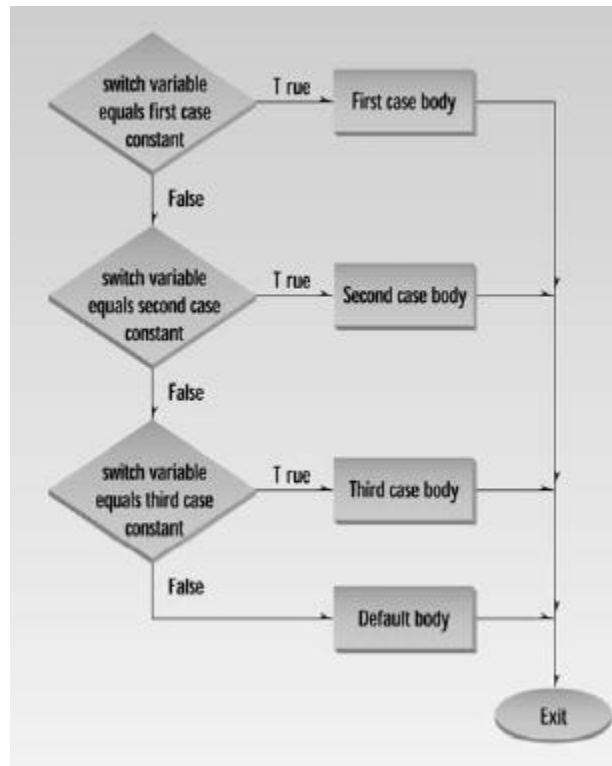 switch variable
equals first case
constant
T rue
First case body
False
switch variable
equals second case
constant
T rue
Second case body
False
switch variable
equals third case
constant
T rue
Third case body
False
Default body
Exit